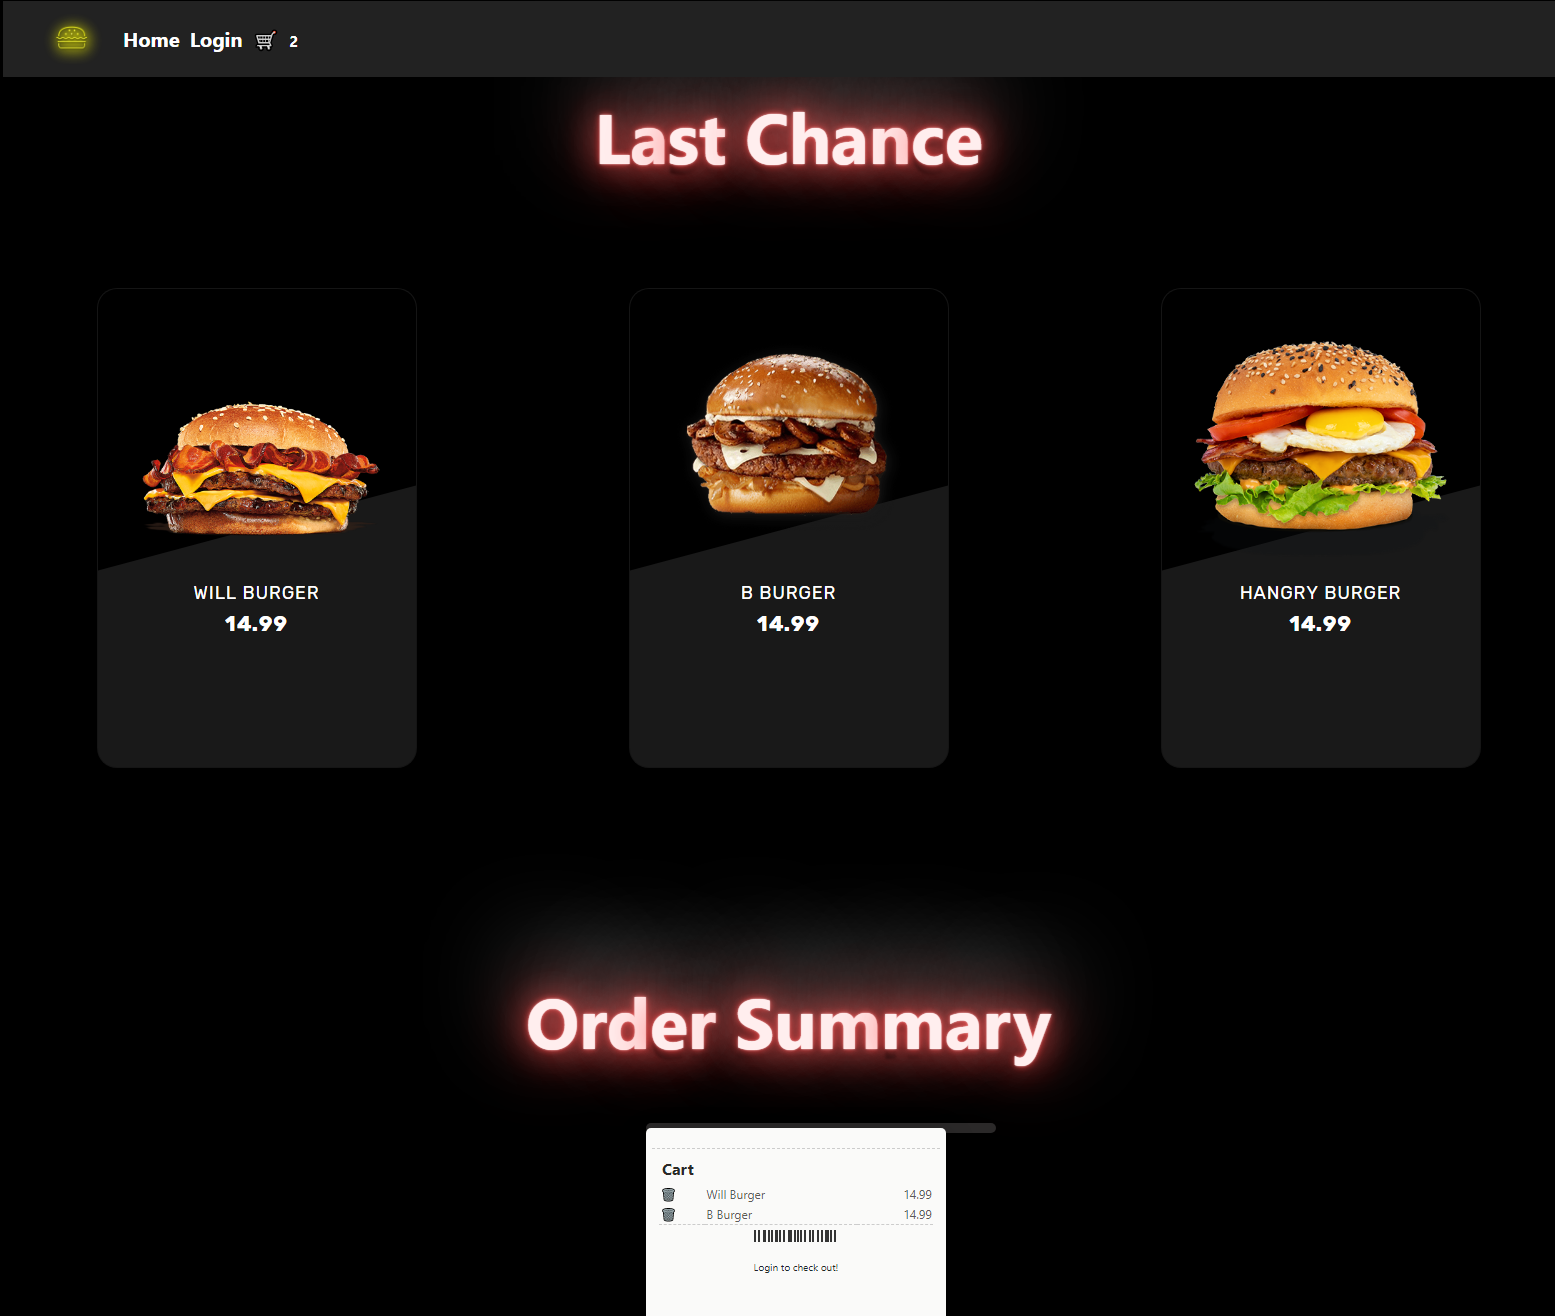 Home Login 2
Last Chance
WILL BURGER
14.99
B BURGER
14.99
HANGRY BURGER
14.99
Order Summary
Cart
Will Burger 14.99
B Burger 14.99
Login to check out!